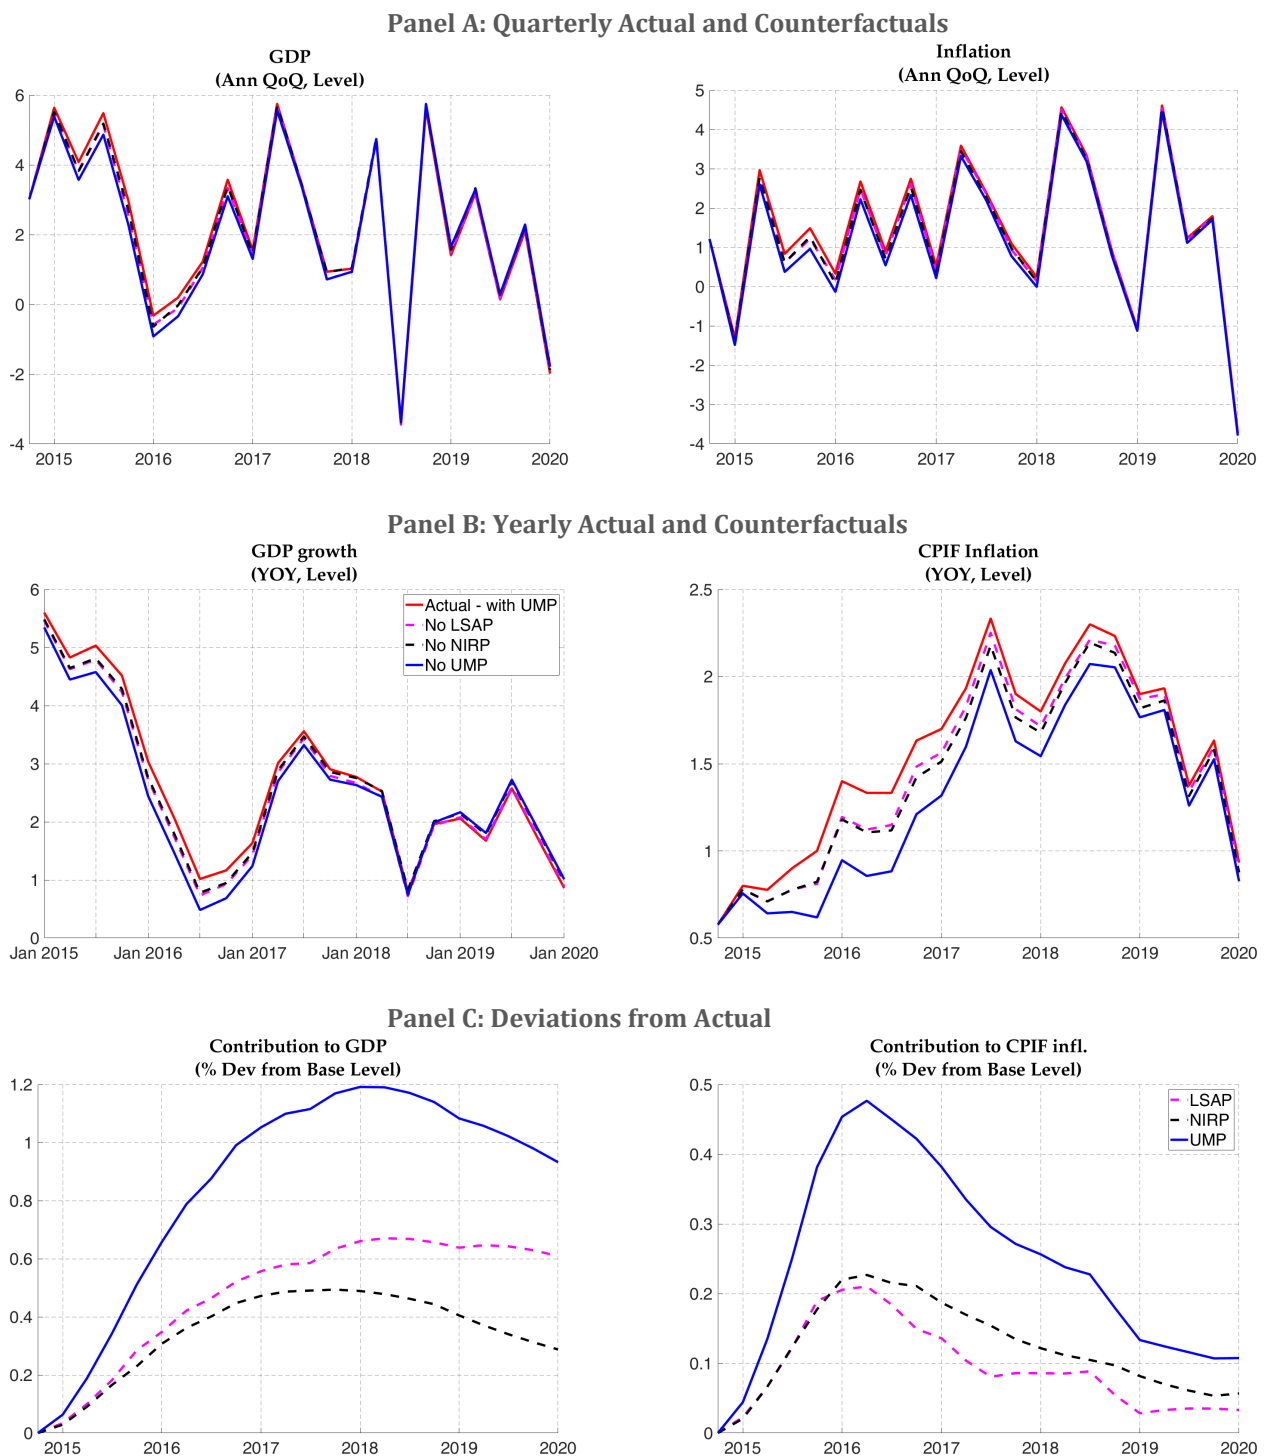 Panel A: Quarterly Actual and Counterfactuals
GDP
(Ann QoQ, Level)
6
4
2
0
-2
-4
2015 2016 2017 2018 2019 2020
Inflation
(Ann QoQ, Level)
5
4
3
2
1
0
-1
-2
-3
-4
2015 2016 2017 2018 2019 2020
Panel B: Yearly Actual and Counterfactuals
GDP growth
(YOY, Level)
6
5
4
3
2
1
0
Jan 2015 Jan 2016 Jan 2017 Jan 2018 Jan 2019 Jan 2020
Actual - with UMP
No LSAP
No NIRP
No UMP
CPIF Inflation
(YOY, Level)
2.5
2
1.5
1
0.5
2015 2016 2017 2018 2019 2020
Panel C: Deviations from Actual
Contribution to GDP
(% Dev from Base Level)
1.2
1
0.8
0.6
0.4
0.2
0
2015 2016 2017 2018 2019 2020
Contribution to CPIF infl.
(% Dev from Base Level)
0.5
0.4
0.3
0.2
0.1
0
2015 2016 2017 2018 2019 2020
LSAP
NIRP
UMP